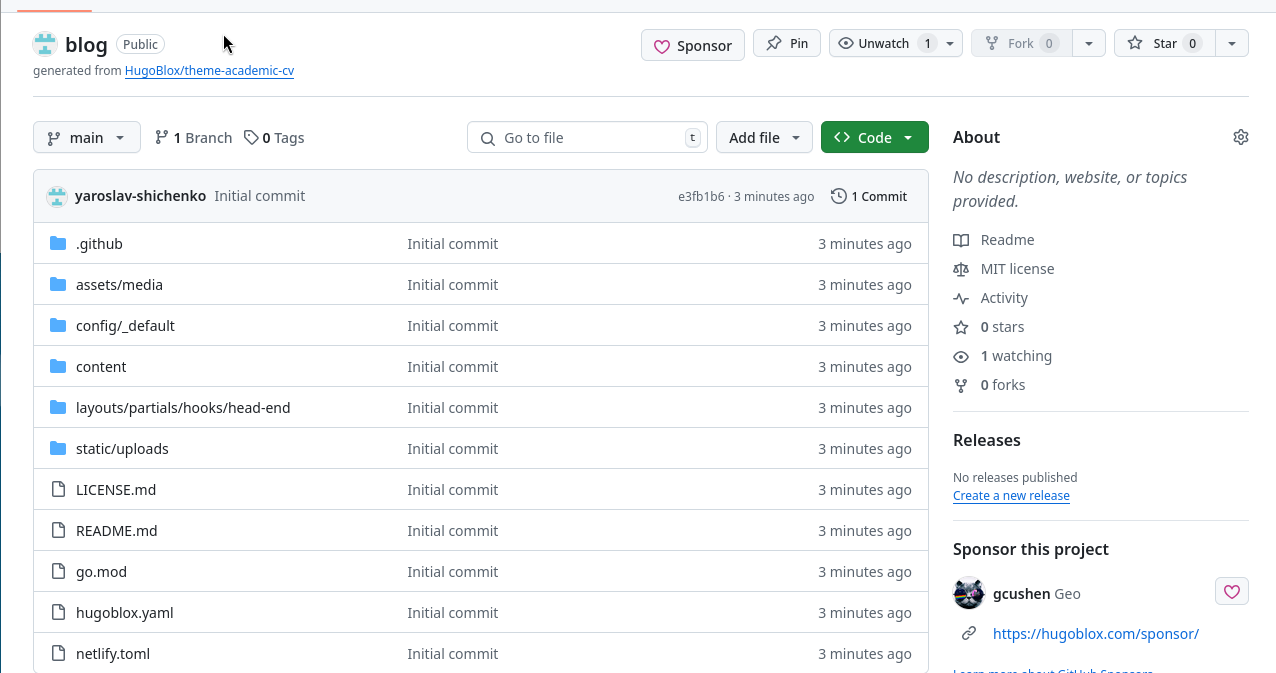 blog Public
Sponsor Pin Unwatch 1 Fork 0 Star 0
generated from HugoBlox/theme-academic-cv
main 1 Branch 0 Tags Go to file t Add file Code
yaroslav-shichenko Initial commit e3fb1b6 · 3 minutes ago 1 Commit
.github Initial commit 3 minutes ago
assets/media Initial commit 3 minutes ago
config/_default Initial commit 3 minutes ago
content Initial commit 3 minutes ago
layouts/partials/hooks/head-end Initial commit 3 minutes ago
static/uploads Initial commit 3 minutes ago
LICENSE.md Initial commit 3 minutes ago
README.md Initial commit 3 minutes ago
go.mod Initial commit 3 minutes ago
hugoblox.yaml Initial commit 3 minutes ago
netlify.toml Initial commit 3 minutes ago
About
No description, website, or topics
provided.
Readme
MIT license
Activity
0 stars
1 watching
0 forks
Releases
No releases published
Create a new release
Sponsor this project
gcushen Geo
https://hugoblox.com/sponsor/
Learn more about GitHub Sponsors